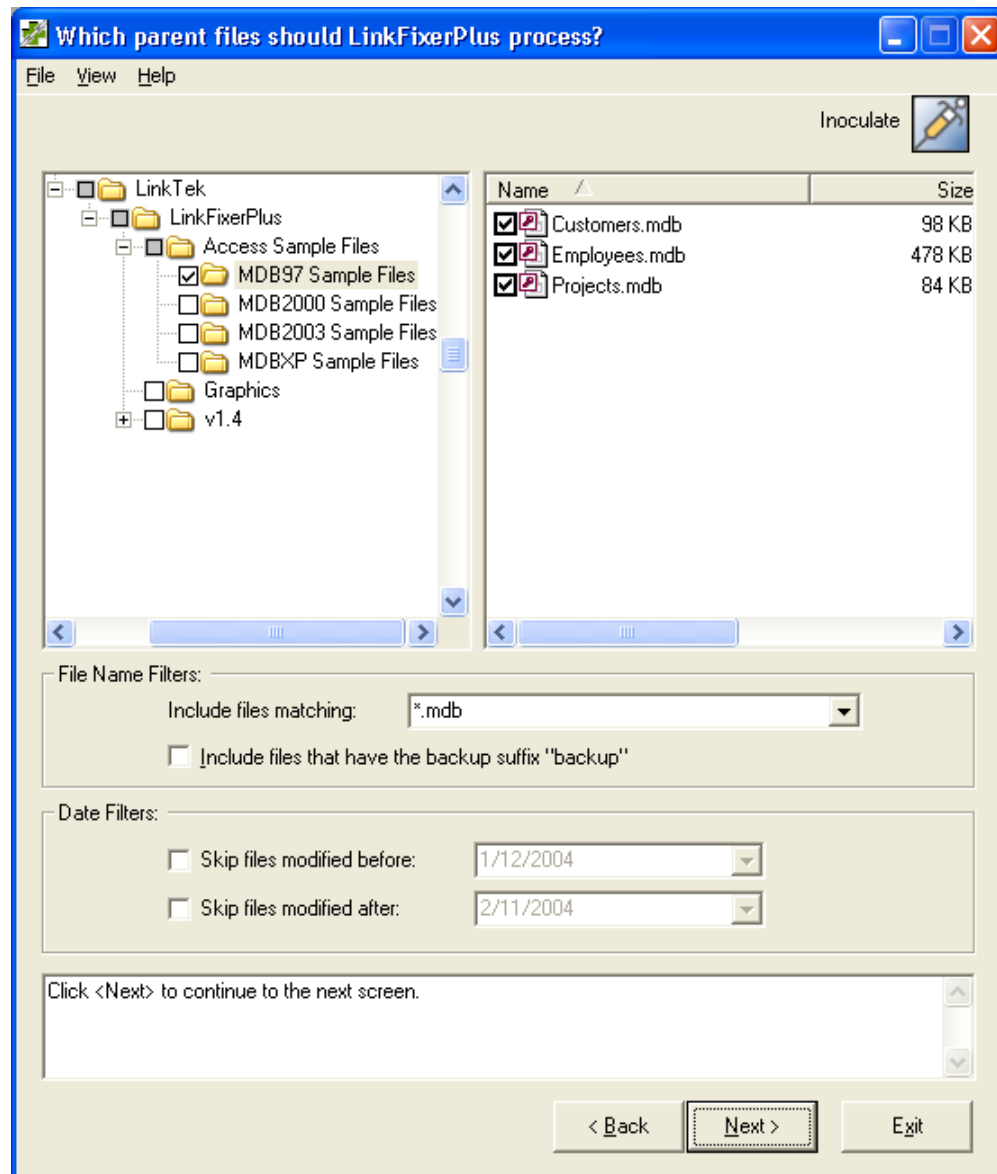 Which parent files should LinkFixerPlus process?
File View Help
Inoculate
LinkTek
LinkFixerPlus
Access Sample Files
MDB97 Sample Files
MDB2000 Sample Files
MDB2003 Sample Files
MDBXP Sample Files
Graphics
v1.4
Name Size
Customers.mdb 98 KB
Employees.mdb 478 KB
Projects.mdb 84 KB
File Name Filters:
Include files matching: *.mdb
Include files that have the backup suffix "backup"
Date Filters:
Skip files modified before: 1/12/2004
Skip files modified after: 2/11/2004
Click <Next> to continue to the next screen.
< Back Next > Exit